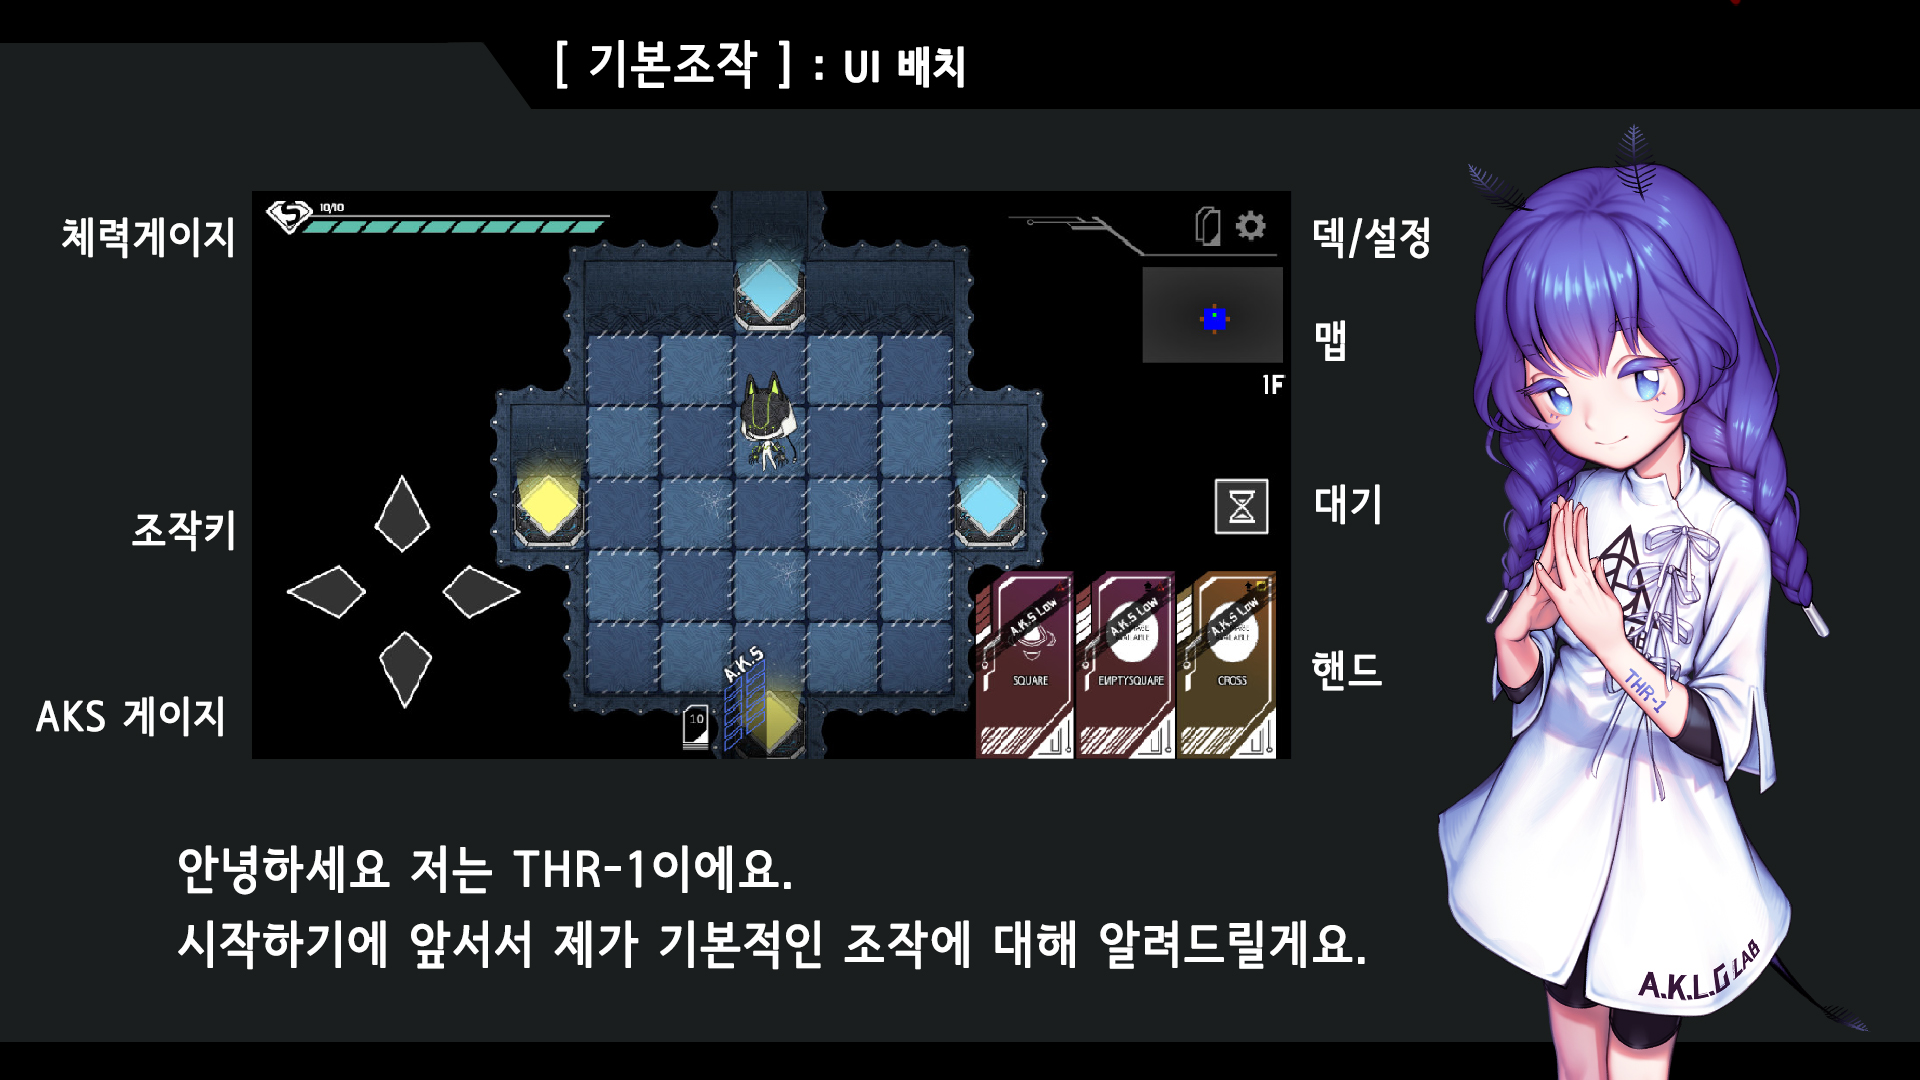 [ 기본조작 ] : UI 배치
체력게이지
10/10
덱/설정
맵
1F
조작키
대기
AKS 게이지
A.K.S
10
A.K.S Low
SQUARE
A.K.S Low
EMPTYSQUARE
A.K.S Low
CROSS
핸드
THR-1
안녕하세요 저는 THR-1이에요.
시작하기에 앞서서 제가 기본적인 조작에 대해 알려드릴게요.
A.K.L.G LAB